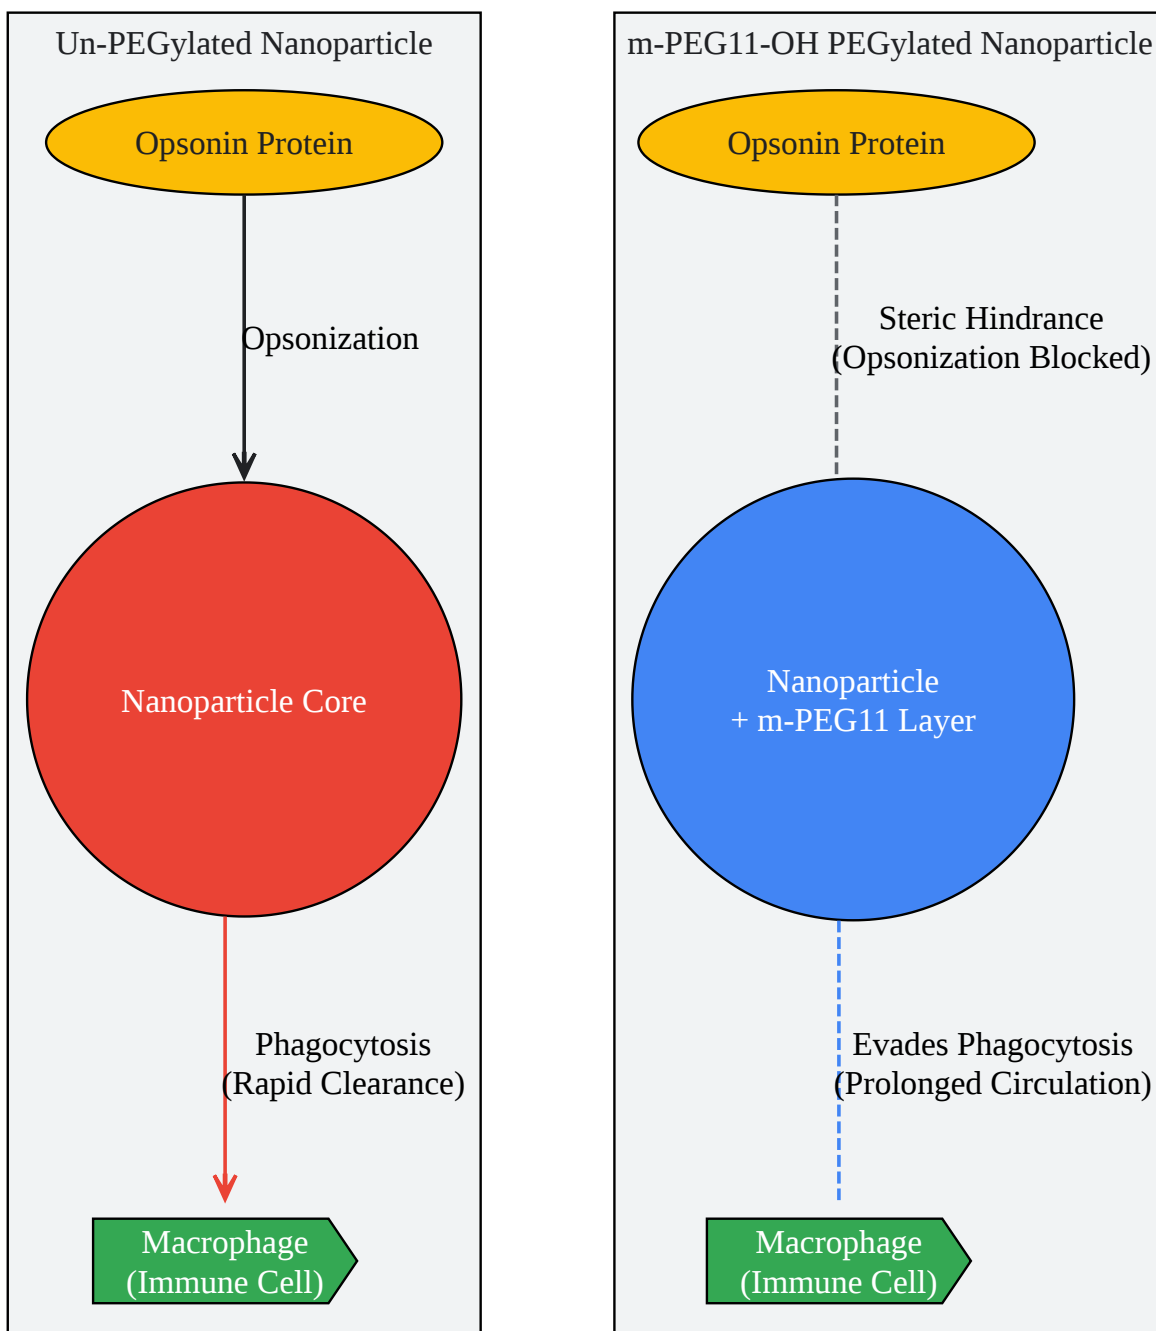 Un-PEGylated Nanoparticle
Opsonin Protein
Opsonization
Nanoparticle Core
Phagocytosis
(Rapid Clearance)
Macrophage
(Immune Cell)
m-PEG11-OH PEGylated Nanoparticle
Opsonin Protein
Steric Hindrance
(Opsonization Blocked)
Nanoparticle
+ m-PEG11 Layer
Evades Phagocytosis
(Prolonged Circulation)
Macrophage
(Immune Cell)